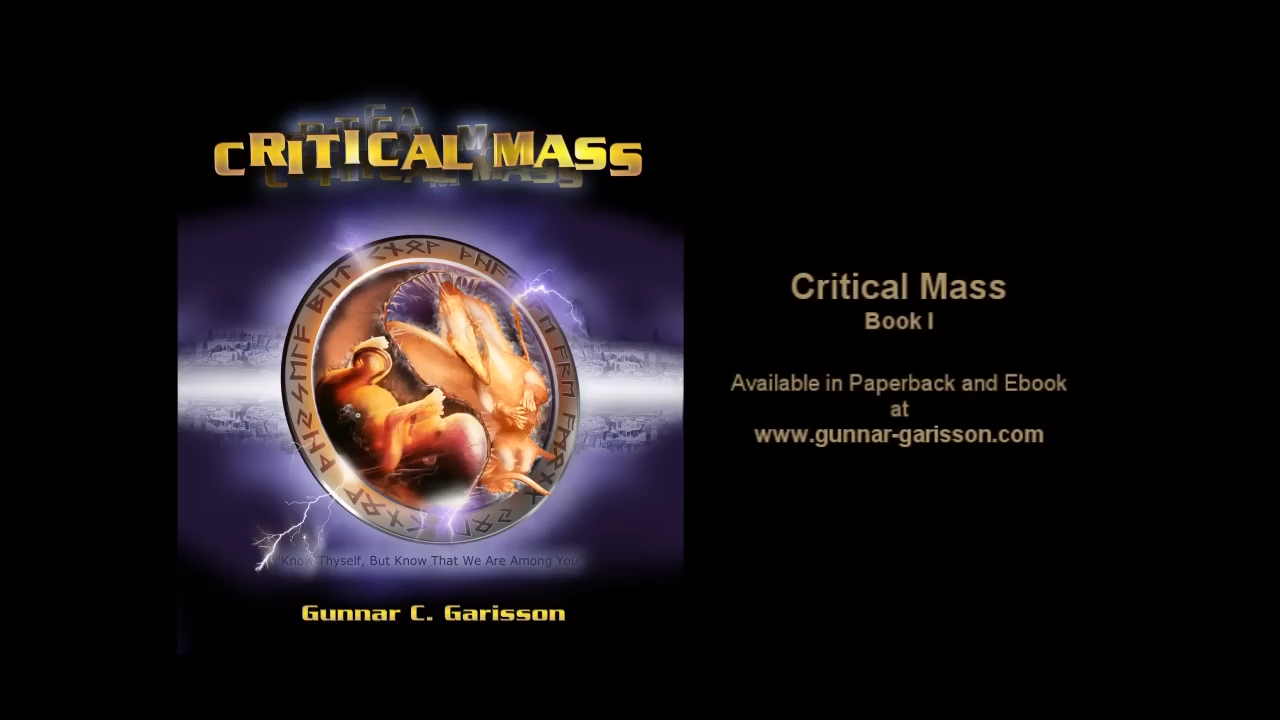 CRITICAL MASS
Know Thyself, But Know That We Are Among You
Gunnar C. Garisson
Critical Mass
Book I
Available in Paperback and Ebook
at
www.gunnar-garisson.com